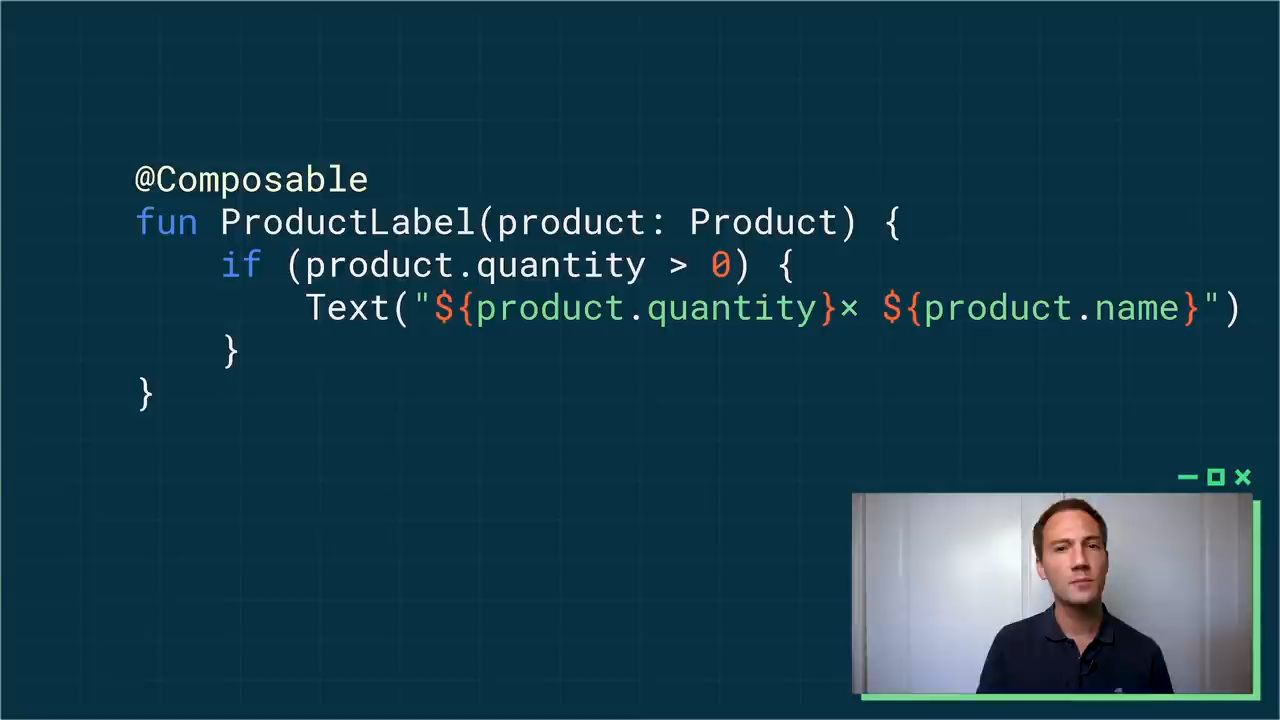 @Composable
fun ProductLabel(product: Product) {
    if (product.quantity > 0) {
        Text("${product.quantity}× ${product.name}")
    }
}